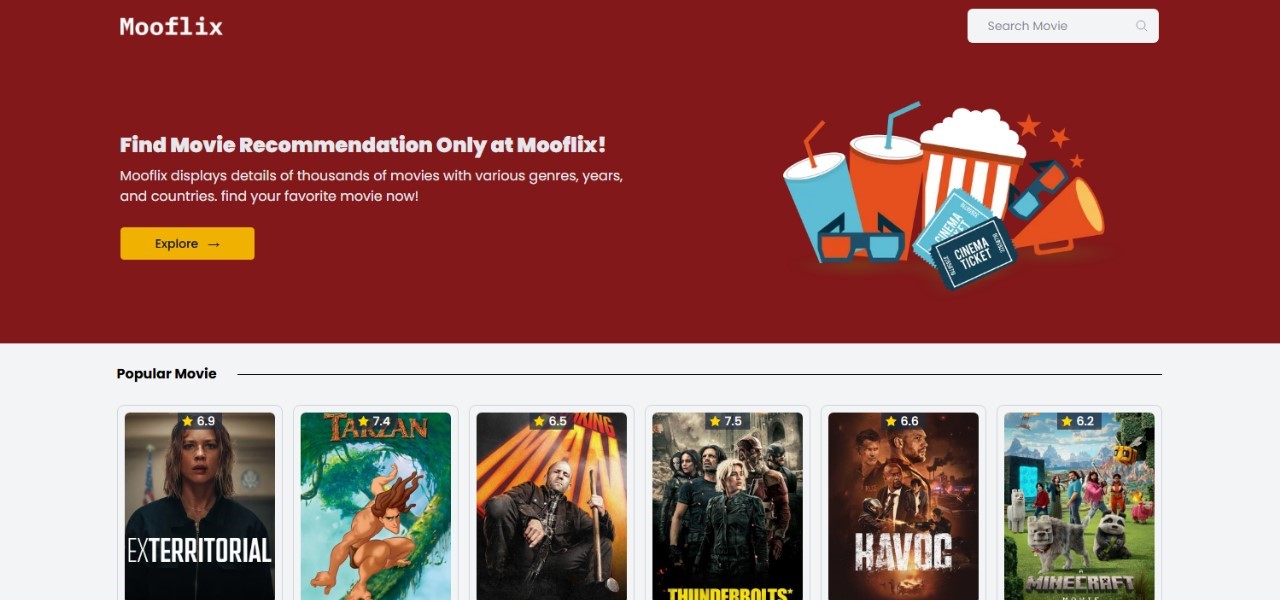 Mooflix
Search Movie
Find Movie Recommendation Only at Mooflix!
Mooflix displays details of thousands of movies with various genres, years,
and countries. find your favorite movie now!
Explore →
CINEMA
CINEMA
TICKET
Popular Movie
6.9
7.4
6.5
7.5
6.6
6.2
TARZAN
EXTERRITORIAL
HAVOC
A
MINECRAFT
MOVIE
THUNDERBOLTS*